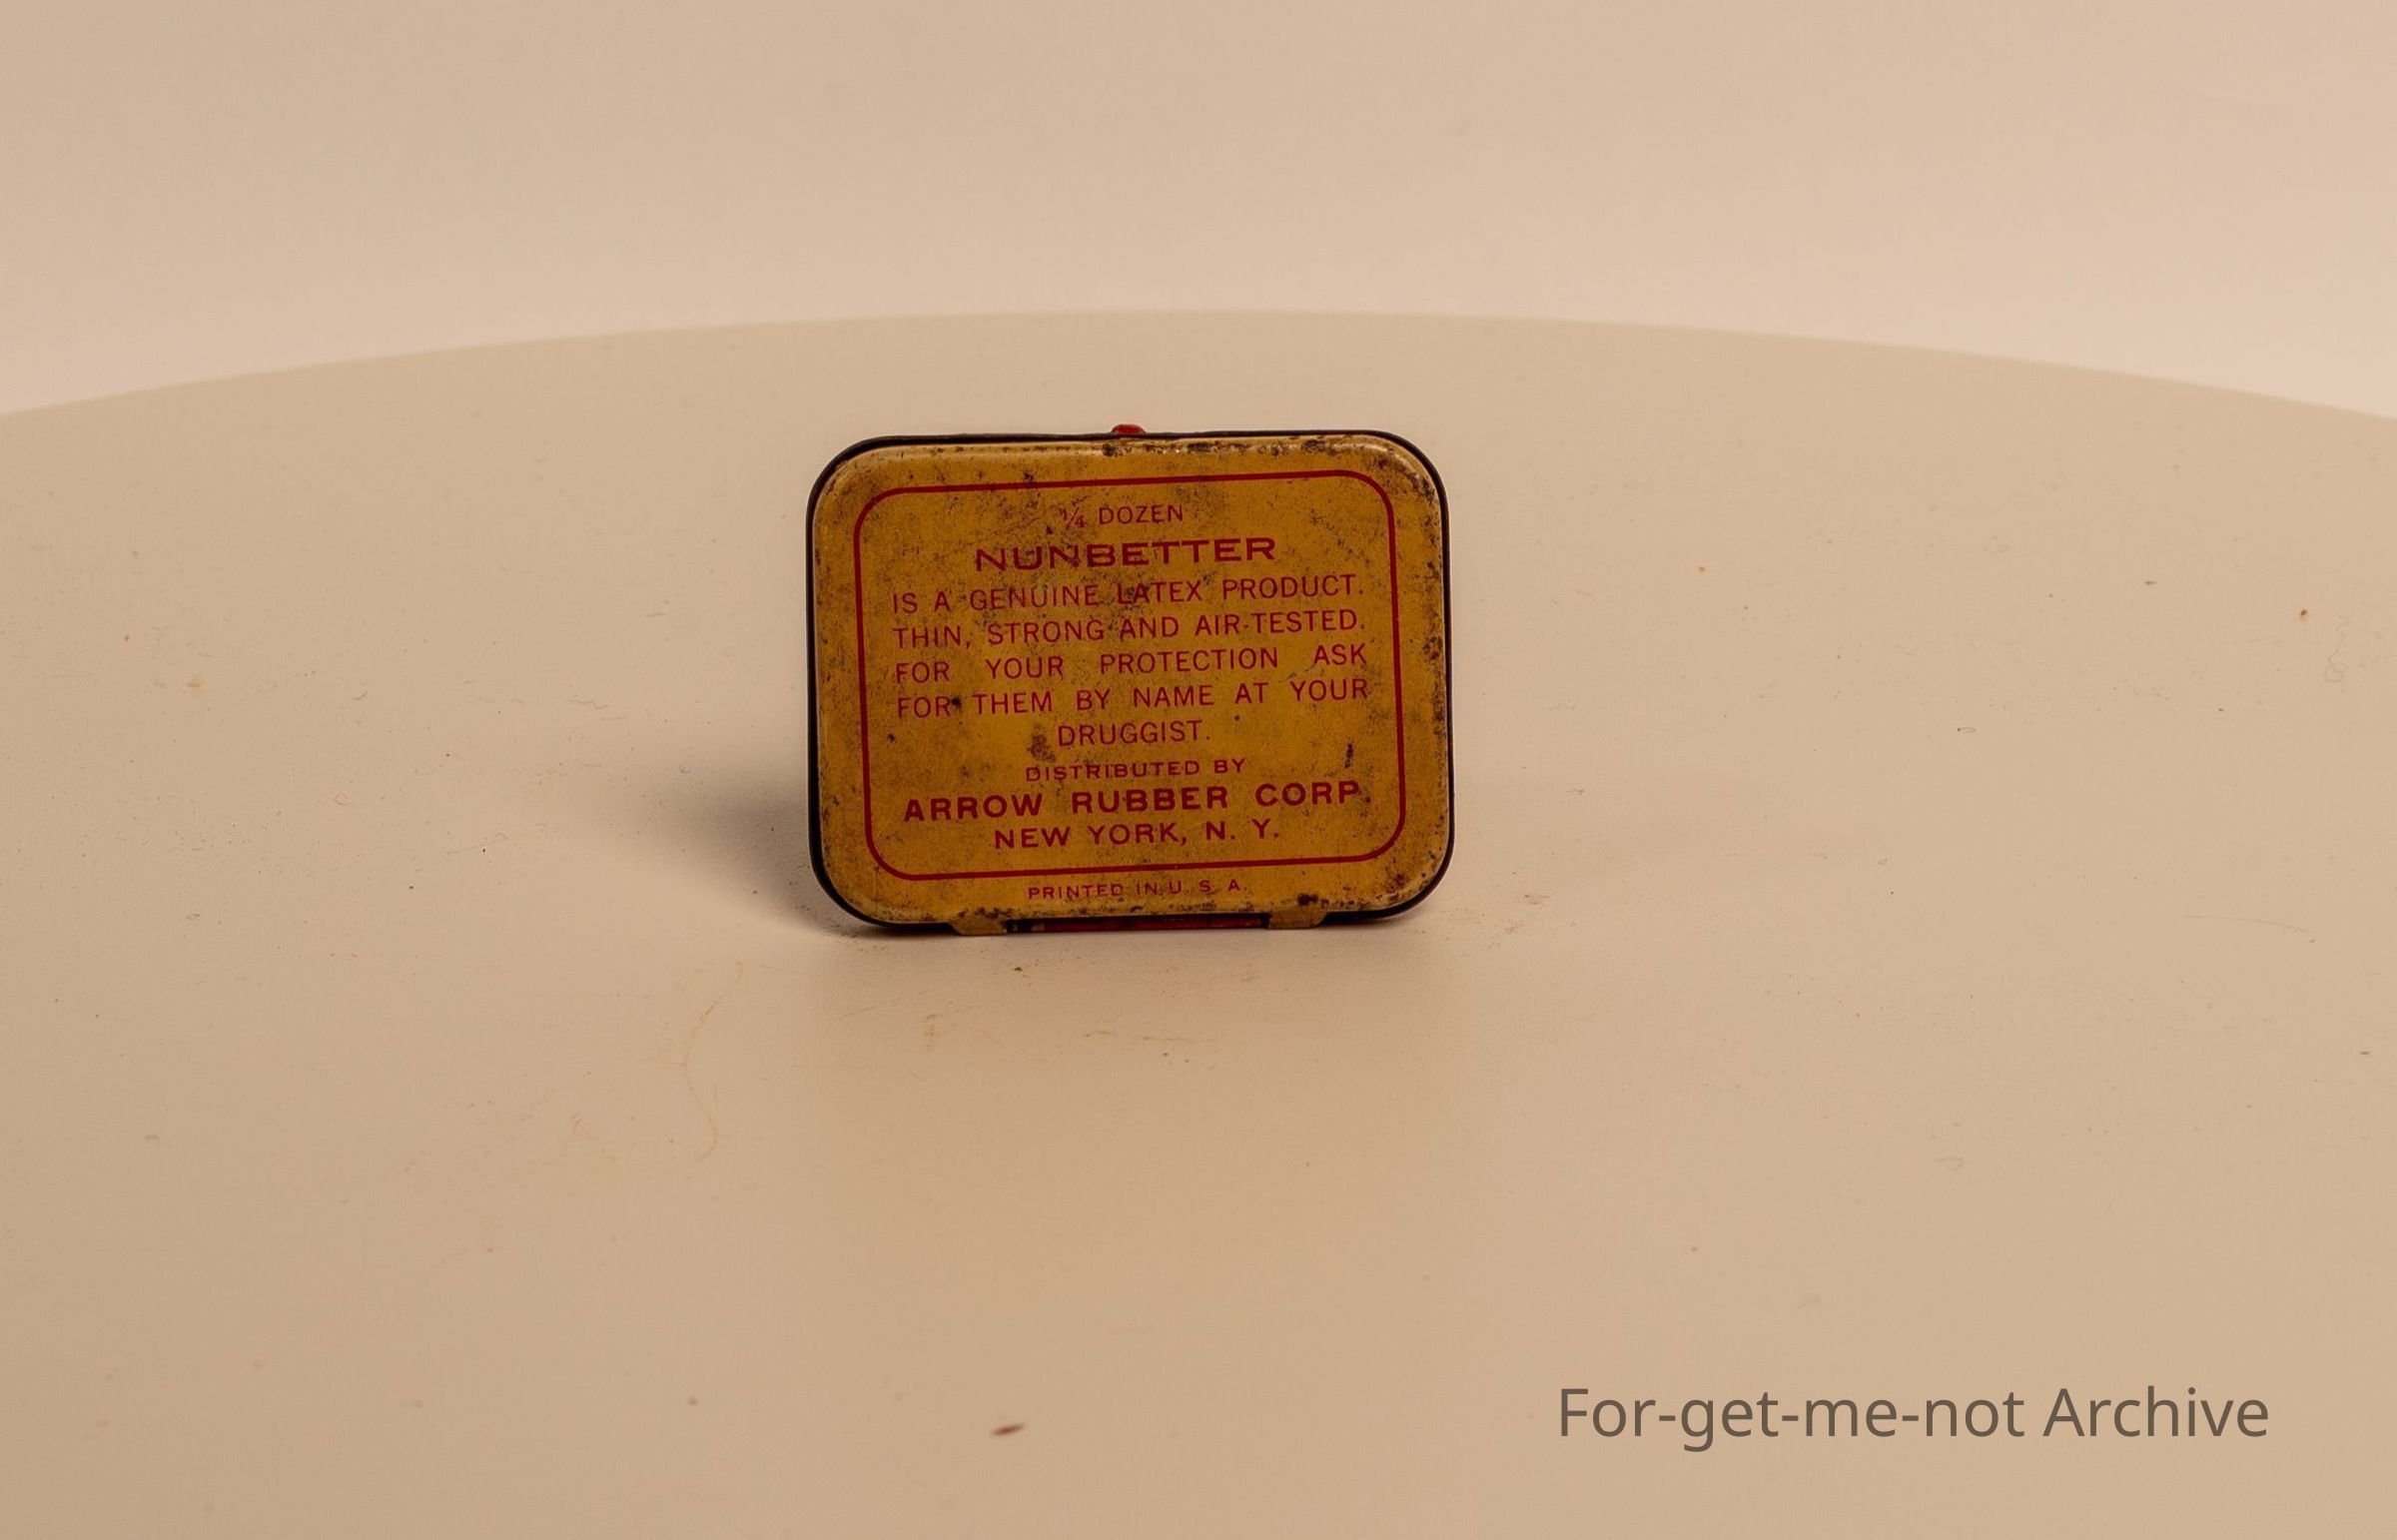 ¼ DOZEN
NUNBETTER
IS A GENUINE LATEX PRODUCT.
THIN, STRONG AND AIR-TESTED.
FOR YOUR PROTECTION ASK
FOR THEM BY NAME AT YOUR
DRUGGIST.
DISTRIBUTED BY
ARROW RUBBER CORP.
NEW YORK, N. Y.
PRINTED IN U. S. A.
For-get-me-not Archive